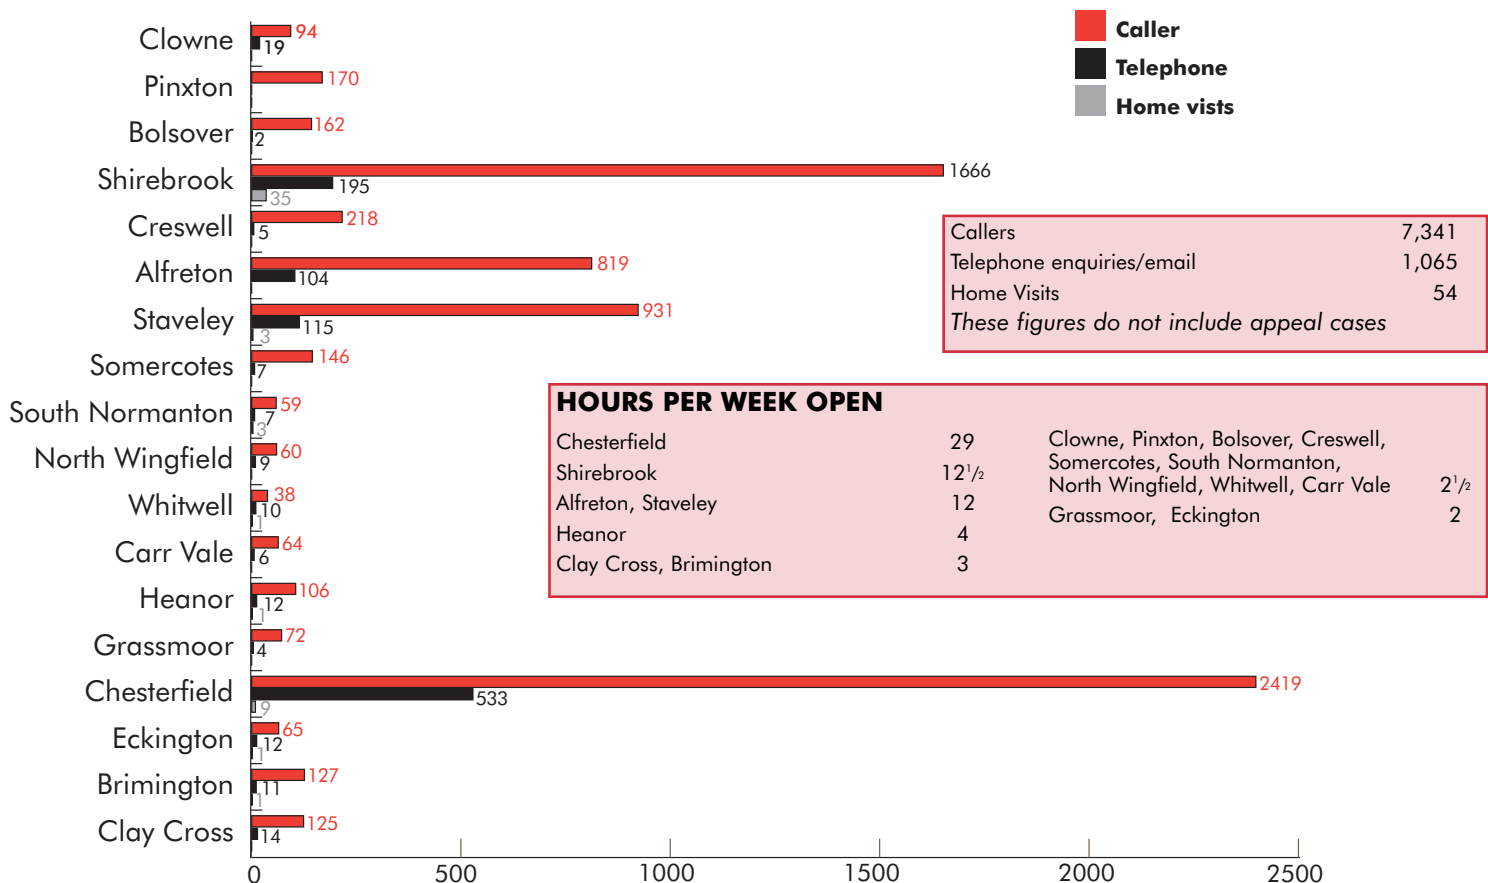 Clowne 94
19
Pinxton 170
Bolsover 162
2
Shirebrook 1666
195
35
Creswell 218
5
Alfreton 819
104
Staveley 931
115
3
Somercotes 146
7
South Normanton 59
7
3
North Wingfield 60
9
Whitwell 38
10
1
Carr Vale 64
6
Heanor 106
12
1
Grassmoor 72
4
Chesterfield 2419
533
9
Eckington 65
12
1
Brimington 127
11
1
Clay Cross 125
14
0 500 1000 1500 2000 2500
Caller
Telephone
Home vists
Callers 7,341
Telephone enquiries/email 1,065
Home Visits 54
These figures do not include appeal cases
HOURS PER WEEK OPEN
Chesterfield 29
Shirebrook 12 1/2
Alfreton, Staveley 12
Heanor 4
Clay Cross, Brimington 3
Clowne, Pinxton, Bolsover, Creswell,
Somercotes, South Normanton,
North Wingfield, Whitwell, Carr Vale 2 1/2
Grassmoor, Eckington 2